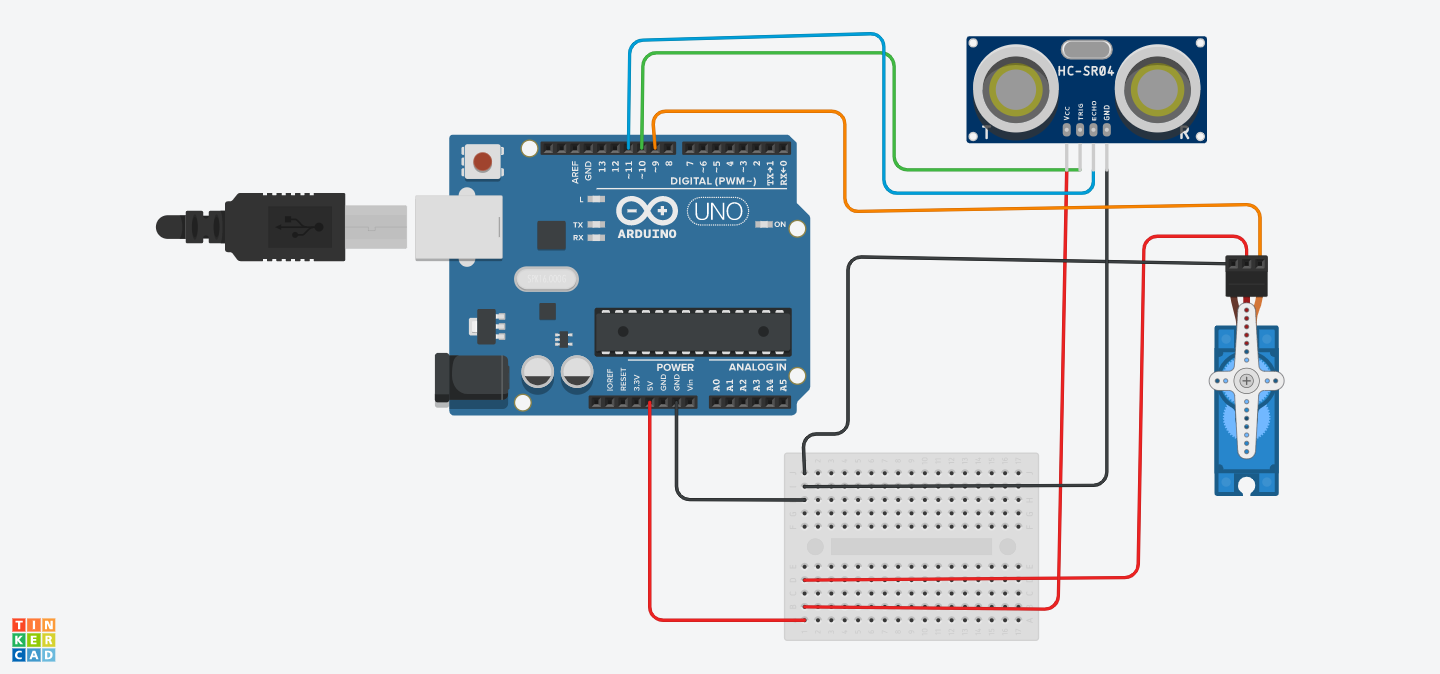 HC-SR04
VCC
TRIG
ECHO
GND
T
R
AREF
GND
13
12
~11
~10
~9
8
7
~6
~5
4
~3
2
TX→1
RX←0
DIGITAL (PWM~)
L
TX
RX
ARDUINO
UNO
ON
POWER
ANALOG IN
IOREF
RESET
3.3V
5V
GND
GND
Vin
A0
A1
A2
A3
A4
A5
TIN
KER
CAD